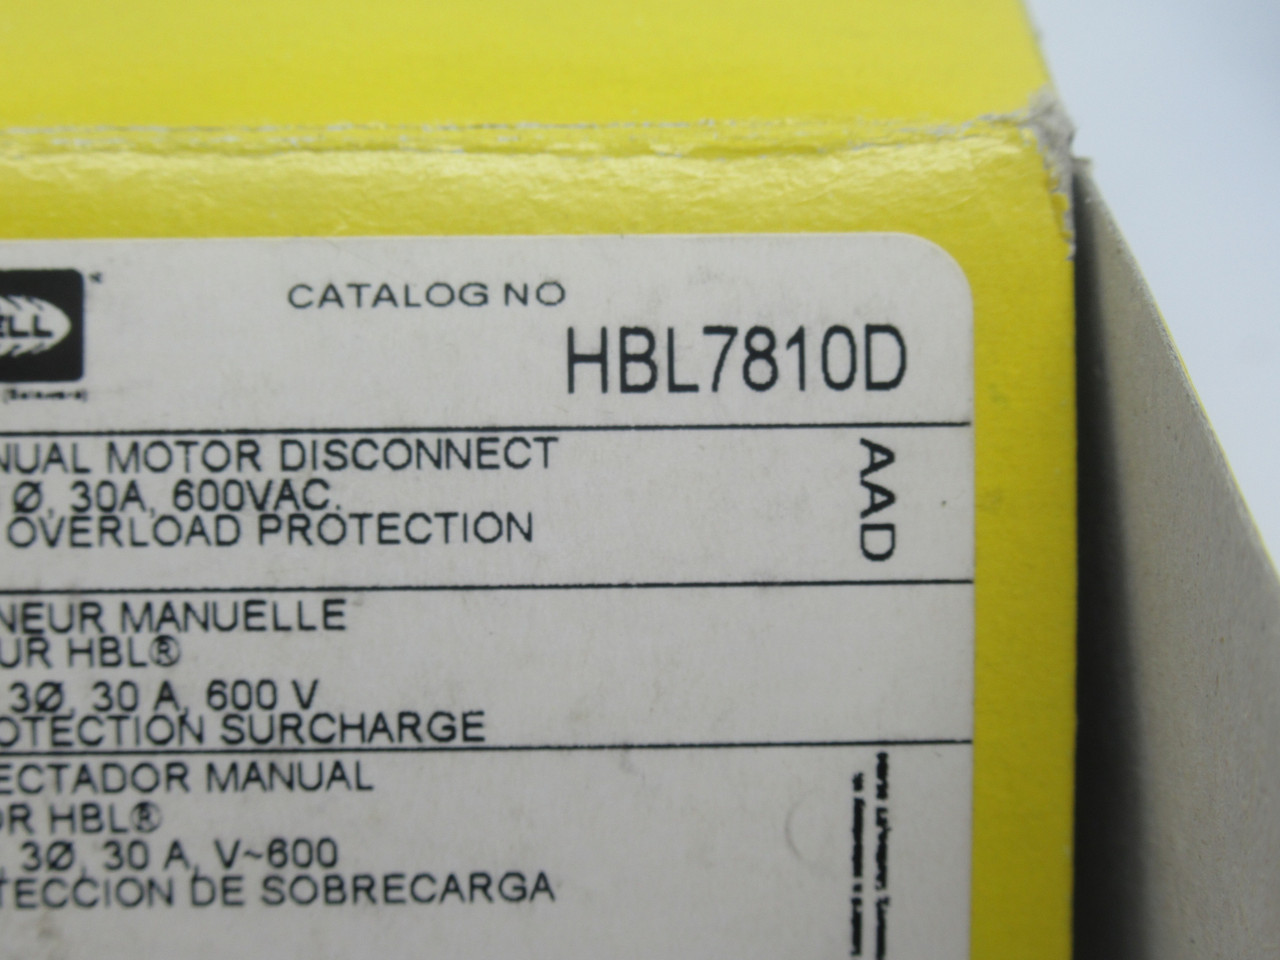 ELL
CATALOG NO
HBL7810D
NUAL MOTOR DISCONNECT
Ø, 30A, 600VAC.
OVERLOAD PROTECTION
AAD
NEUR MANUELLE
UR HBL®
3Ø, 30 A, 600 V
OTECTION SURCHARGE
ECTADOR MANUAL
OR HBL®
3Ø, 30 A, V~600
TECCION DE SOBRECARGA